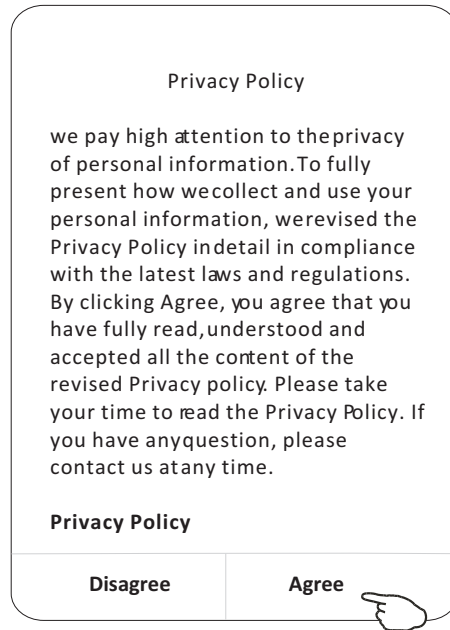 Privacy Policy
we pay high attention to theprivacy
of personal information.To fully
present how wecollect and use your
personal information, werevised the
Privacy Policy indetail in compliance
with the latest laws and regulations.
By clicking Agree, you agree that you
have fully read,understood and
accepted all the content of the
revised Privacy policy. Please take
your time to read the Privacy Policy. If
you have anyquestion, please
contact us atany time.
Privacy Policy
Disagree
Agree